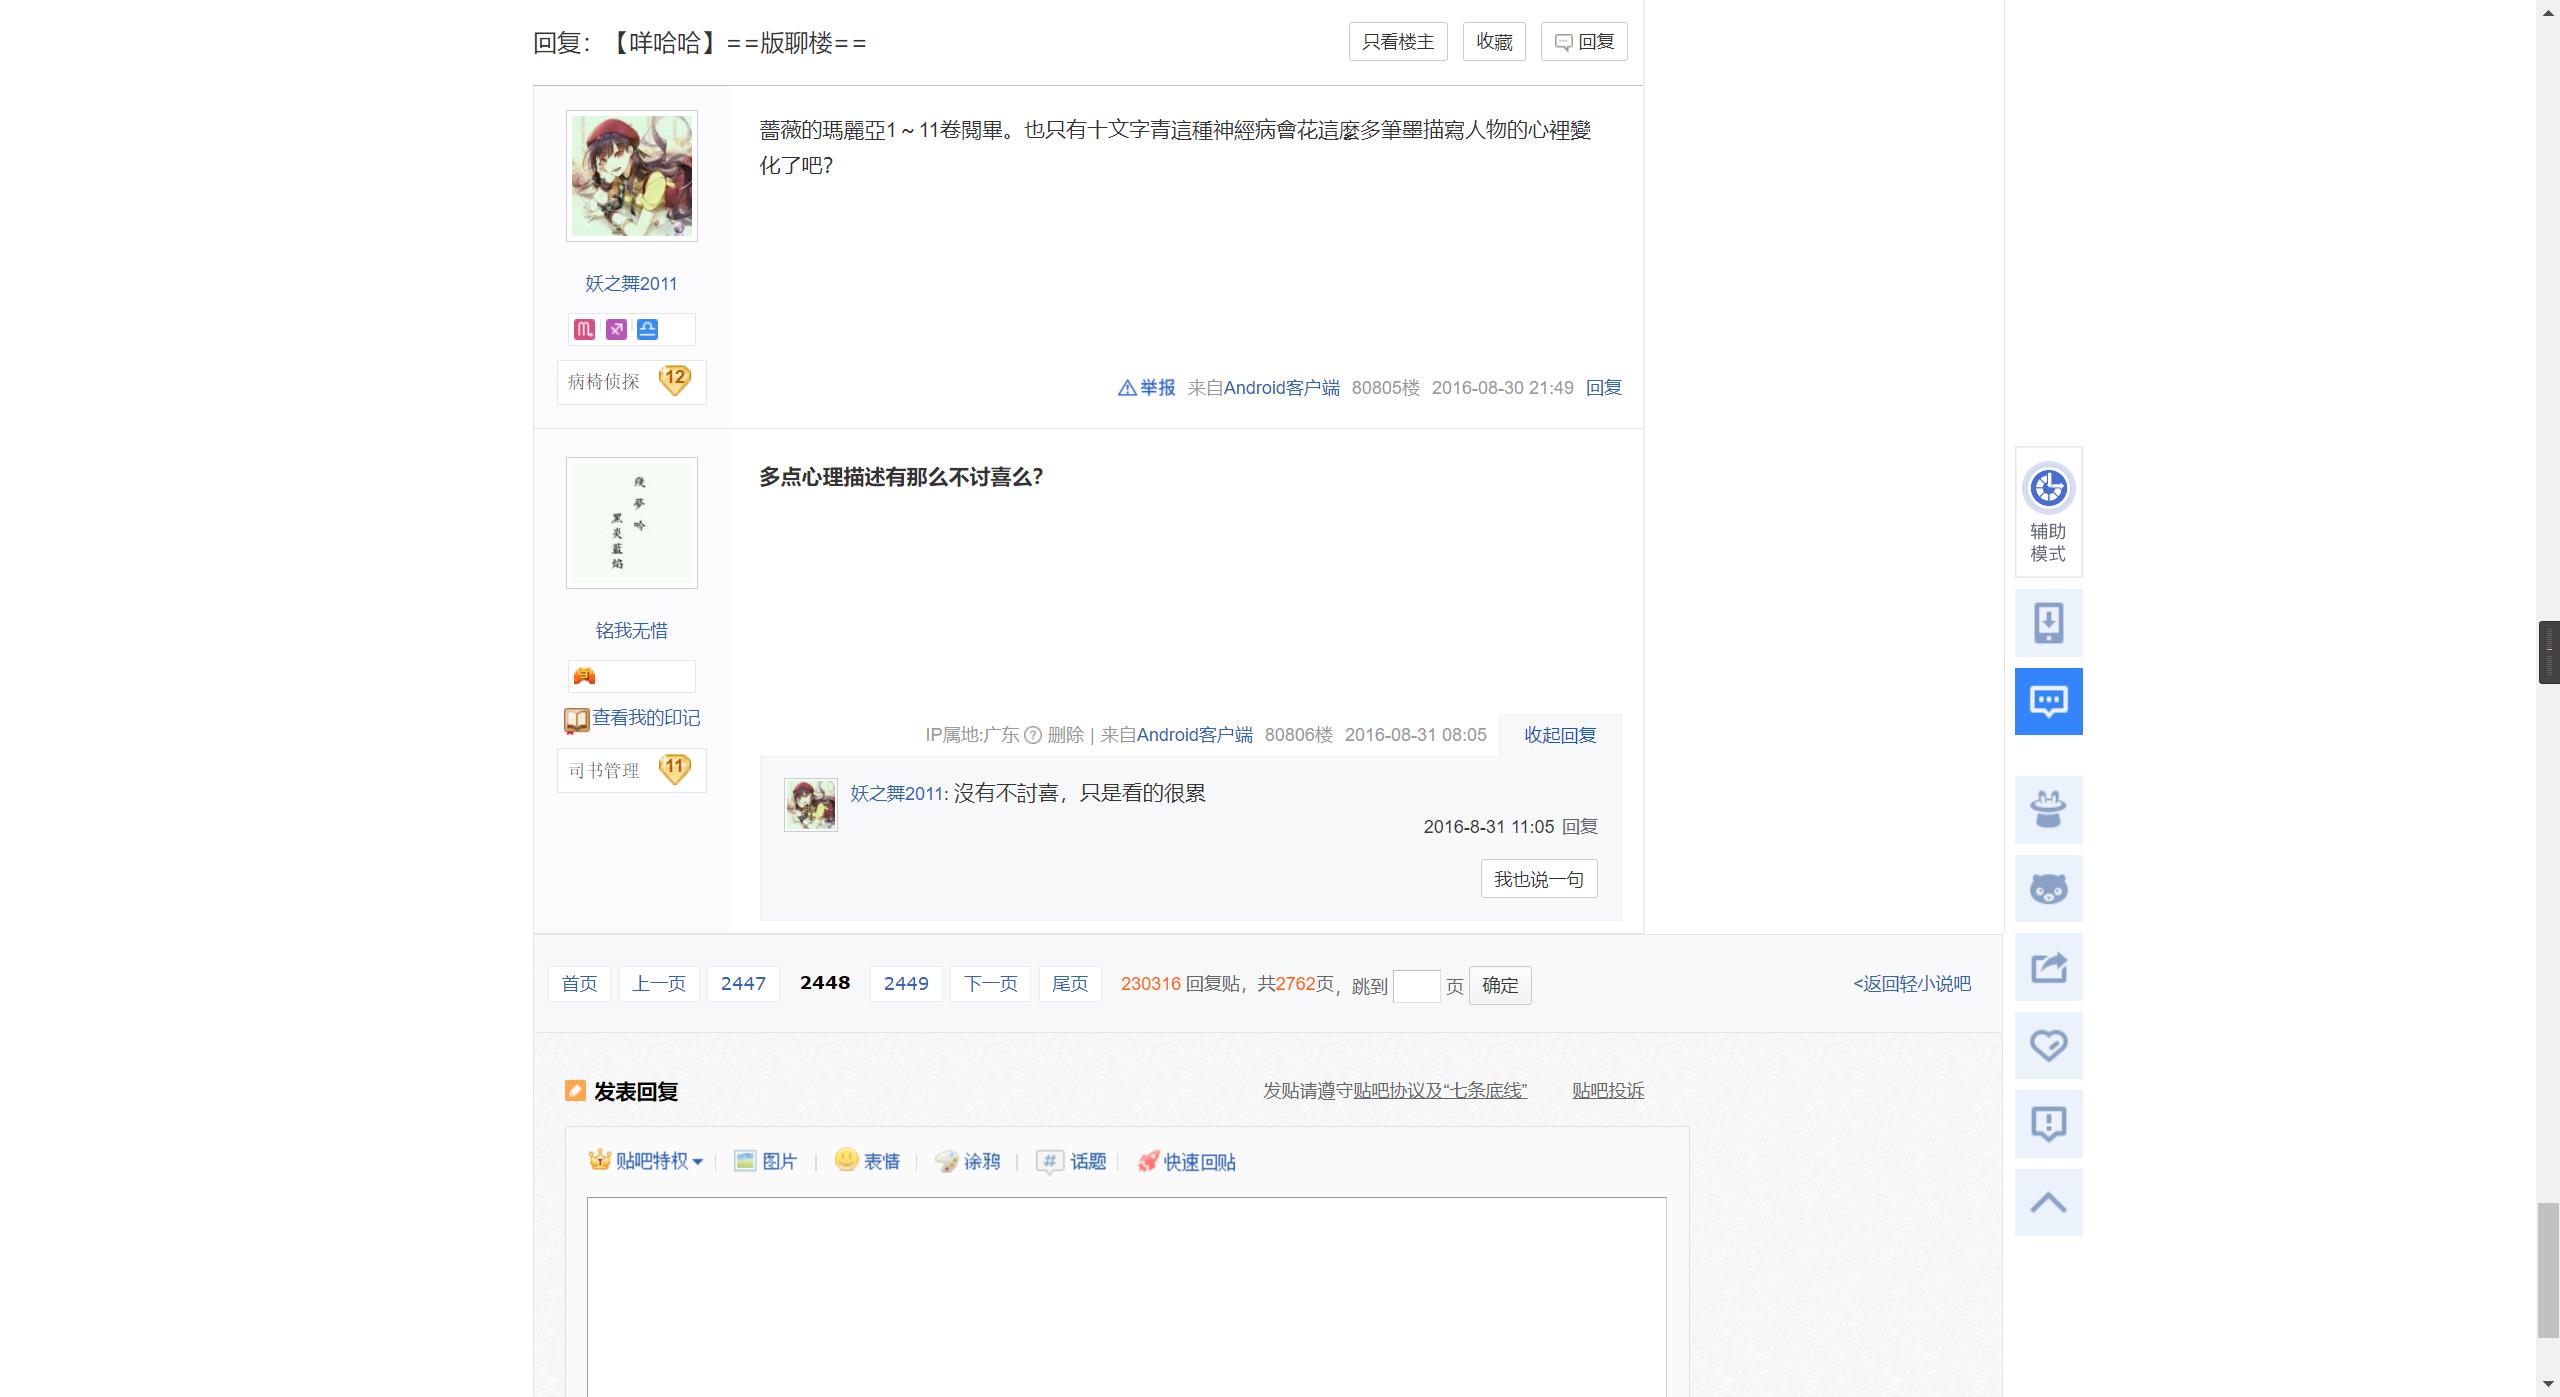 回复：【咩哈哈】==版聊楼==
只看楼主 收藏 回复
薔薇的瑪麗亞1～11卷閱畢。也只有十文字青這種神經病會花這麼多筆墨描寫人物的心裡變
化了吧？
妖之舞2011
病椅侦探 12
举报 来自Android客户端 80805楼 2016-08-30 21:49 回复
多点心理描述有那么不讨喜么？
殘夢吟
黑炎蓝焰
铭我无惜
3
查看我的印记
司书管理 11
IP属地:广东 ? 删除 | 来自Android客户端 80806楼 2016-08-31 08:05 收起回复
妖之舞2011: 沒有不討喜，只是看的很累
2016-8-31 11:05 回复
我也说一句
首页 上一页 2447 2448 2449 下一页 尾页 230316 回复贴，共2762页，跳到 页 确定 <返回轻小说吧
发表回复 发贴请遵守贴吧协议及“七条底线” 贴吧投诉
贴吧特权 | 图片 | 表情 | 涂鸦 | # 话题 | 快速回贴
辅助
模式